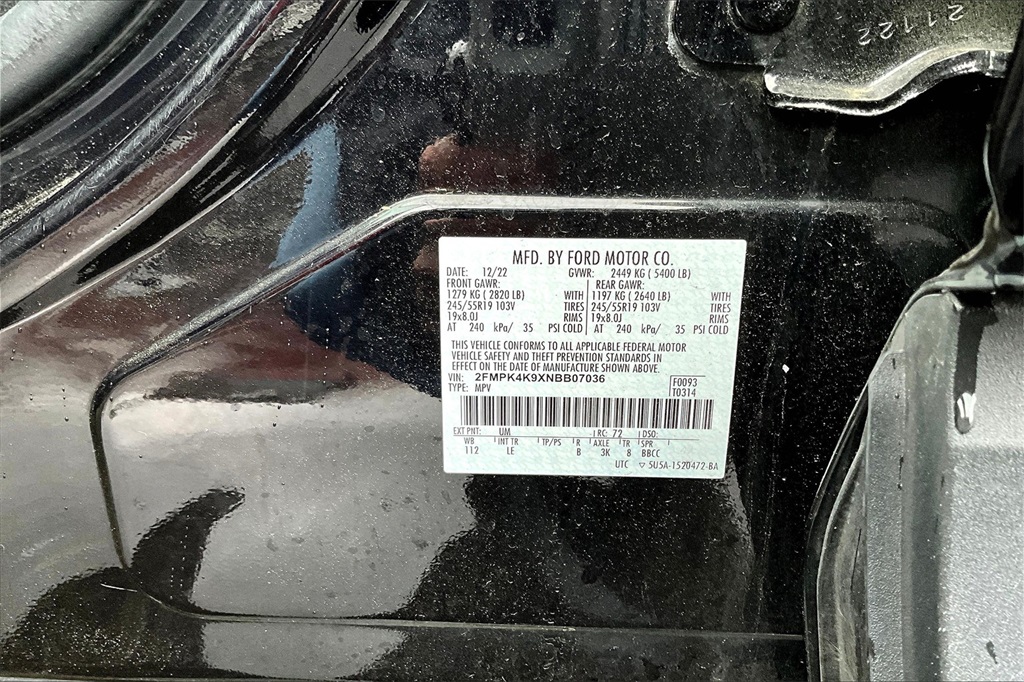 21122
MFD. BY FORD MOTOR CO.
DATE: 12/22 GVWR: 2449 KG ( 5400 LB)
FRONT GAWR: REAR GAWR:
1279 KG ( 2820 LB) WITH 1197 KG ( 2640 LB) WITH
245/55R19 103V TIRES 245/55R19 103V TIRES
19x8.0J RIMS 19x8.0J RIMS
AT 240 kPa/ 35 PSI COLD AT 240 kPa/ 35 PSI COLD
THIS VEHICLE CONFORMS TO ALL APPLICABLE FEDERAL MOTOR
VEHICLE SAFETY AND THEFT PREVENTION STANDARDS IN
EFFECT ON THE DATE OF MANUFACTURE SHOWN ABOVE.
VIN: 2FMPK4K9XNBB07036 F0093
TYPE: MPV T0314
EXT PNT: UM RC: 72 DSO:
WB INT TR TP/PS R AXLE TR SPR
112 LE B 3K 8 BBCC
UTC ▽ 5U5A-1520472-BA